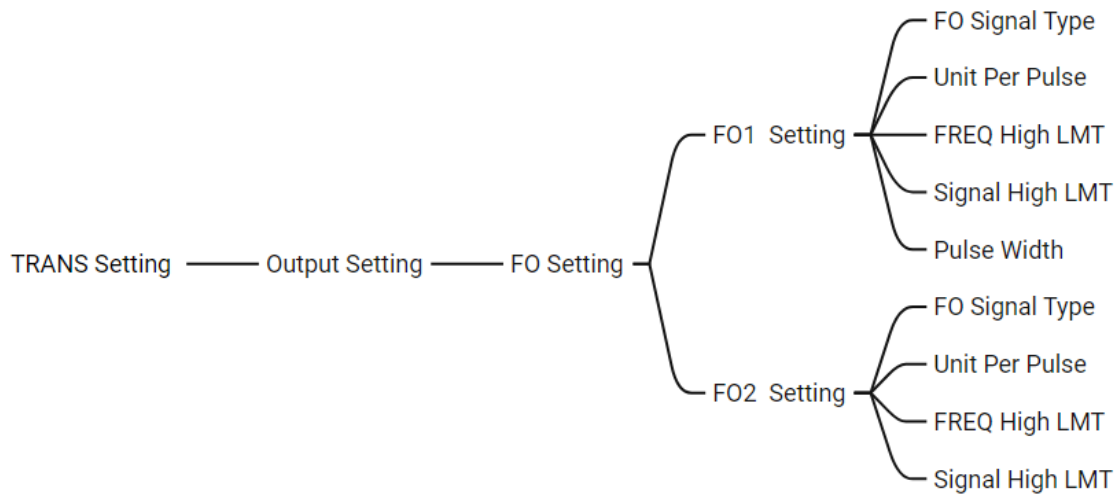 TRANS Setting
Output Setting
FO Setting
FO1 Setting
FO Signal Type
Unit Per Pulse
FREQ High LMT
Signal High LMT
Pulse Width
FO2 Setting
FO Signal Type
Unit Per Pulse
FREQ High LMT
Signal High LMT